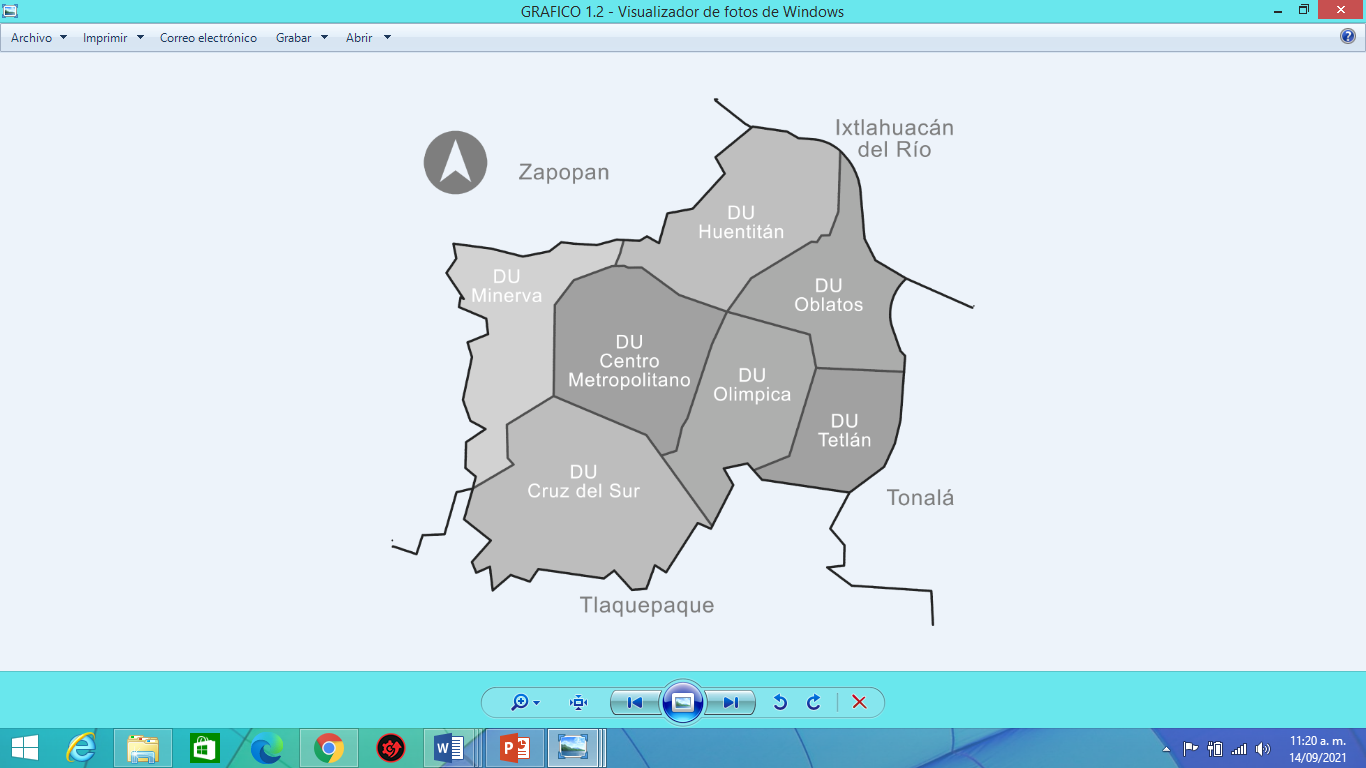 GRAFICO 1.2 - Visualizador de fotos de Windows
Archivo
Imprimir
Correo electrónico
Grabar
Abrir
Ixtlahuacán
del Río
Zapopan
DU
Huentitán
DU
Minerva
DU
Oblatos
DU
Centro
Metropolitano
DU
Olimpica
DU
Tetlán
DU
Cruz del Sur
Tonalá
Tlaquepaque
11:20 a. m.
14/09/2021